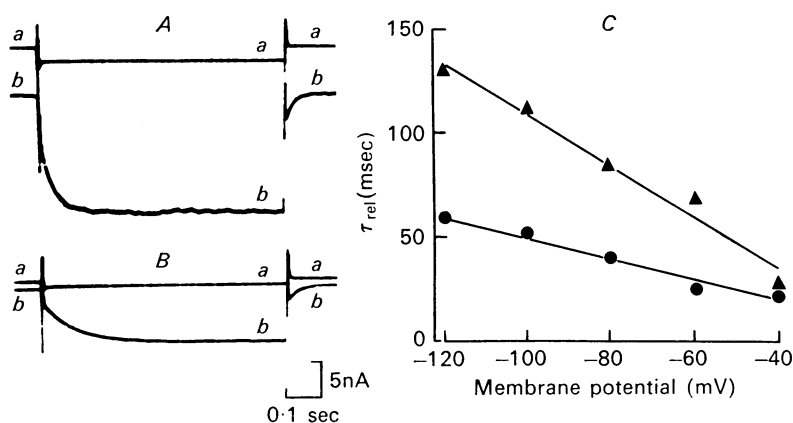 A
a
a
a
b
b
b
B
a
a
a
b
b
b
5nA
0·1 sec
C
150
100
50
0
τrel(msec)
−120
−100
−80
−60
−40
Membrane potential (mV)